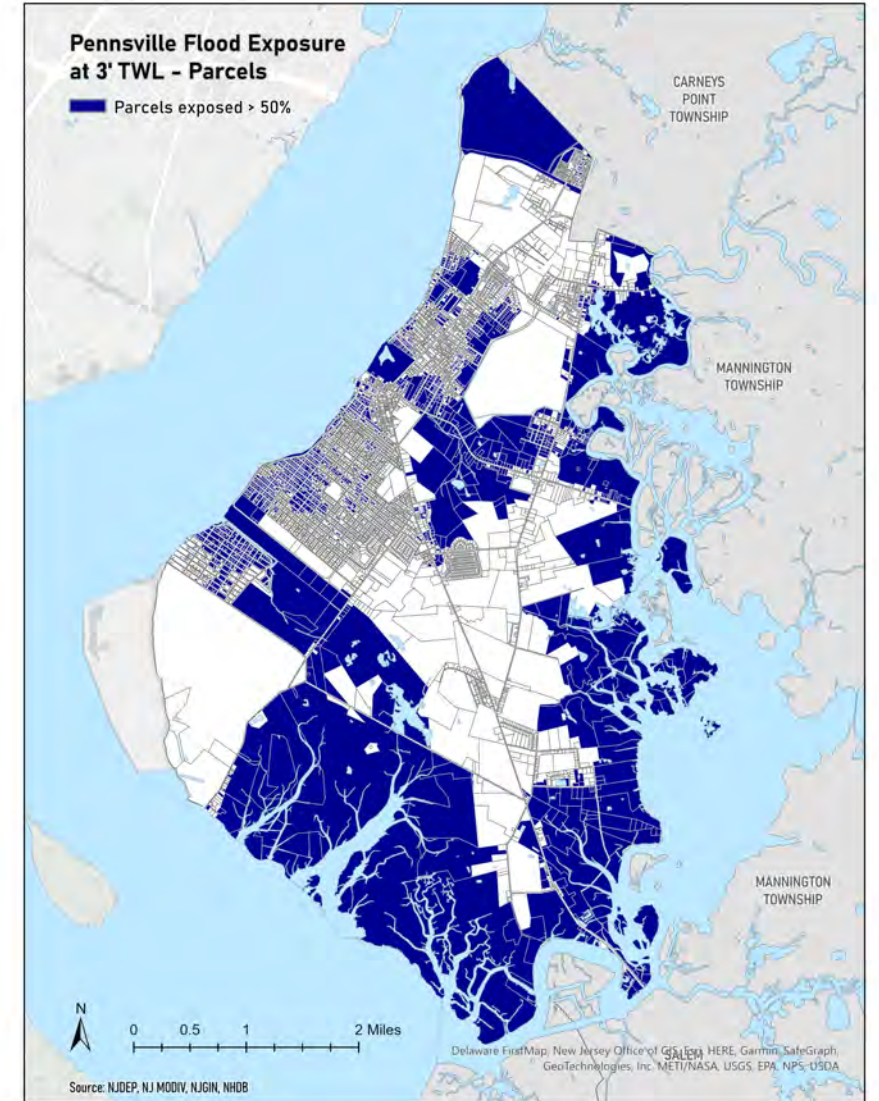 Pennsville Flood Exposure
at 3' TWL - Parcels
Parcels exposed > 50%
CARNEYS
POINT
TOWNSHIP
MANNINGTON
TOWNSHIP
MANNINGTON
TOWNSHIP
N
0 0.5 1 2 Miles
SALEM
Delaware FirstMap, New Jersey Office of GIS, Esri, HERE, Garmin, SafeGraph,
GeoTechnologies, Inc, METI/NASA, USGS, EPA, NPS, USDA
Source: NJDEP, NJ MODIV, NJGIN, NHDB